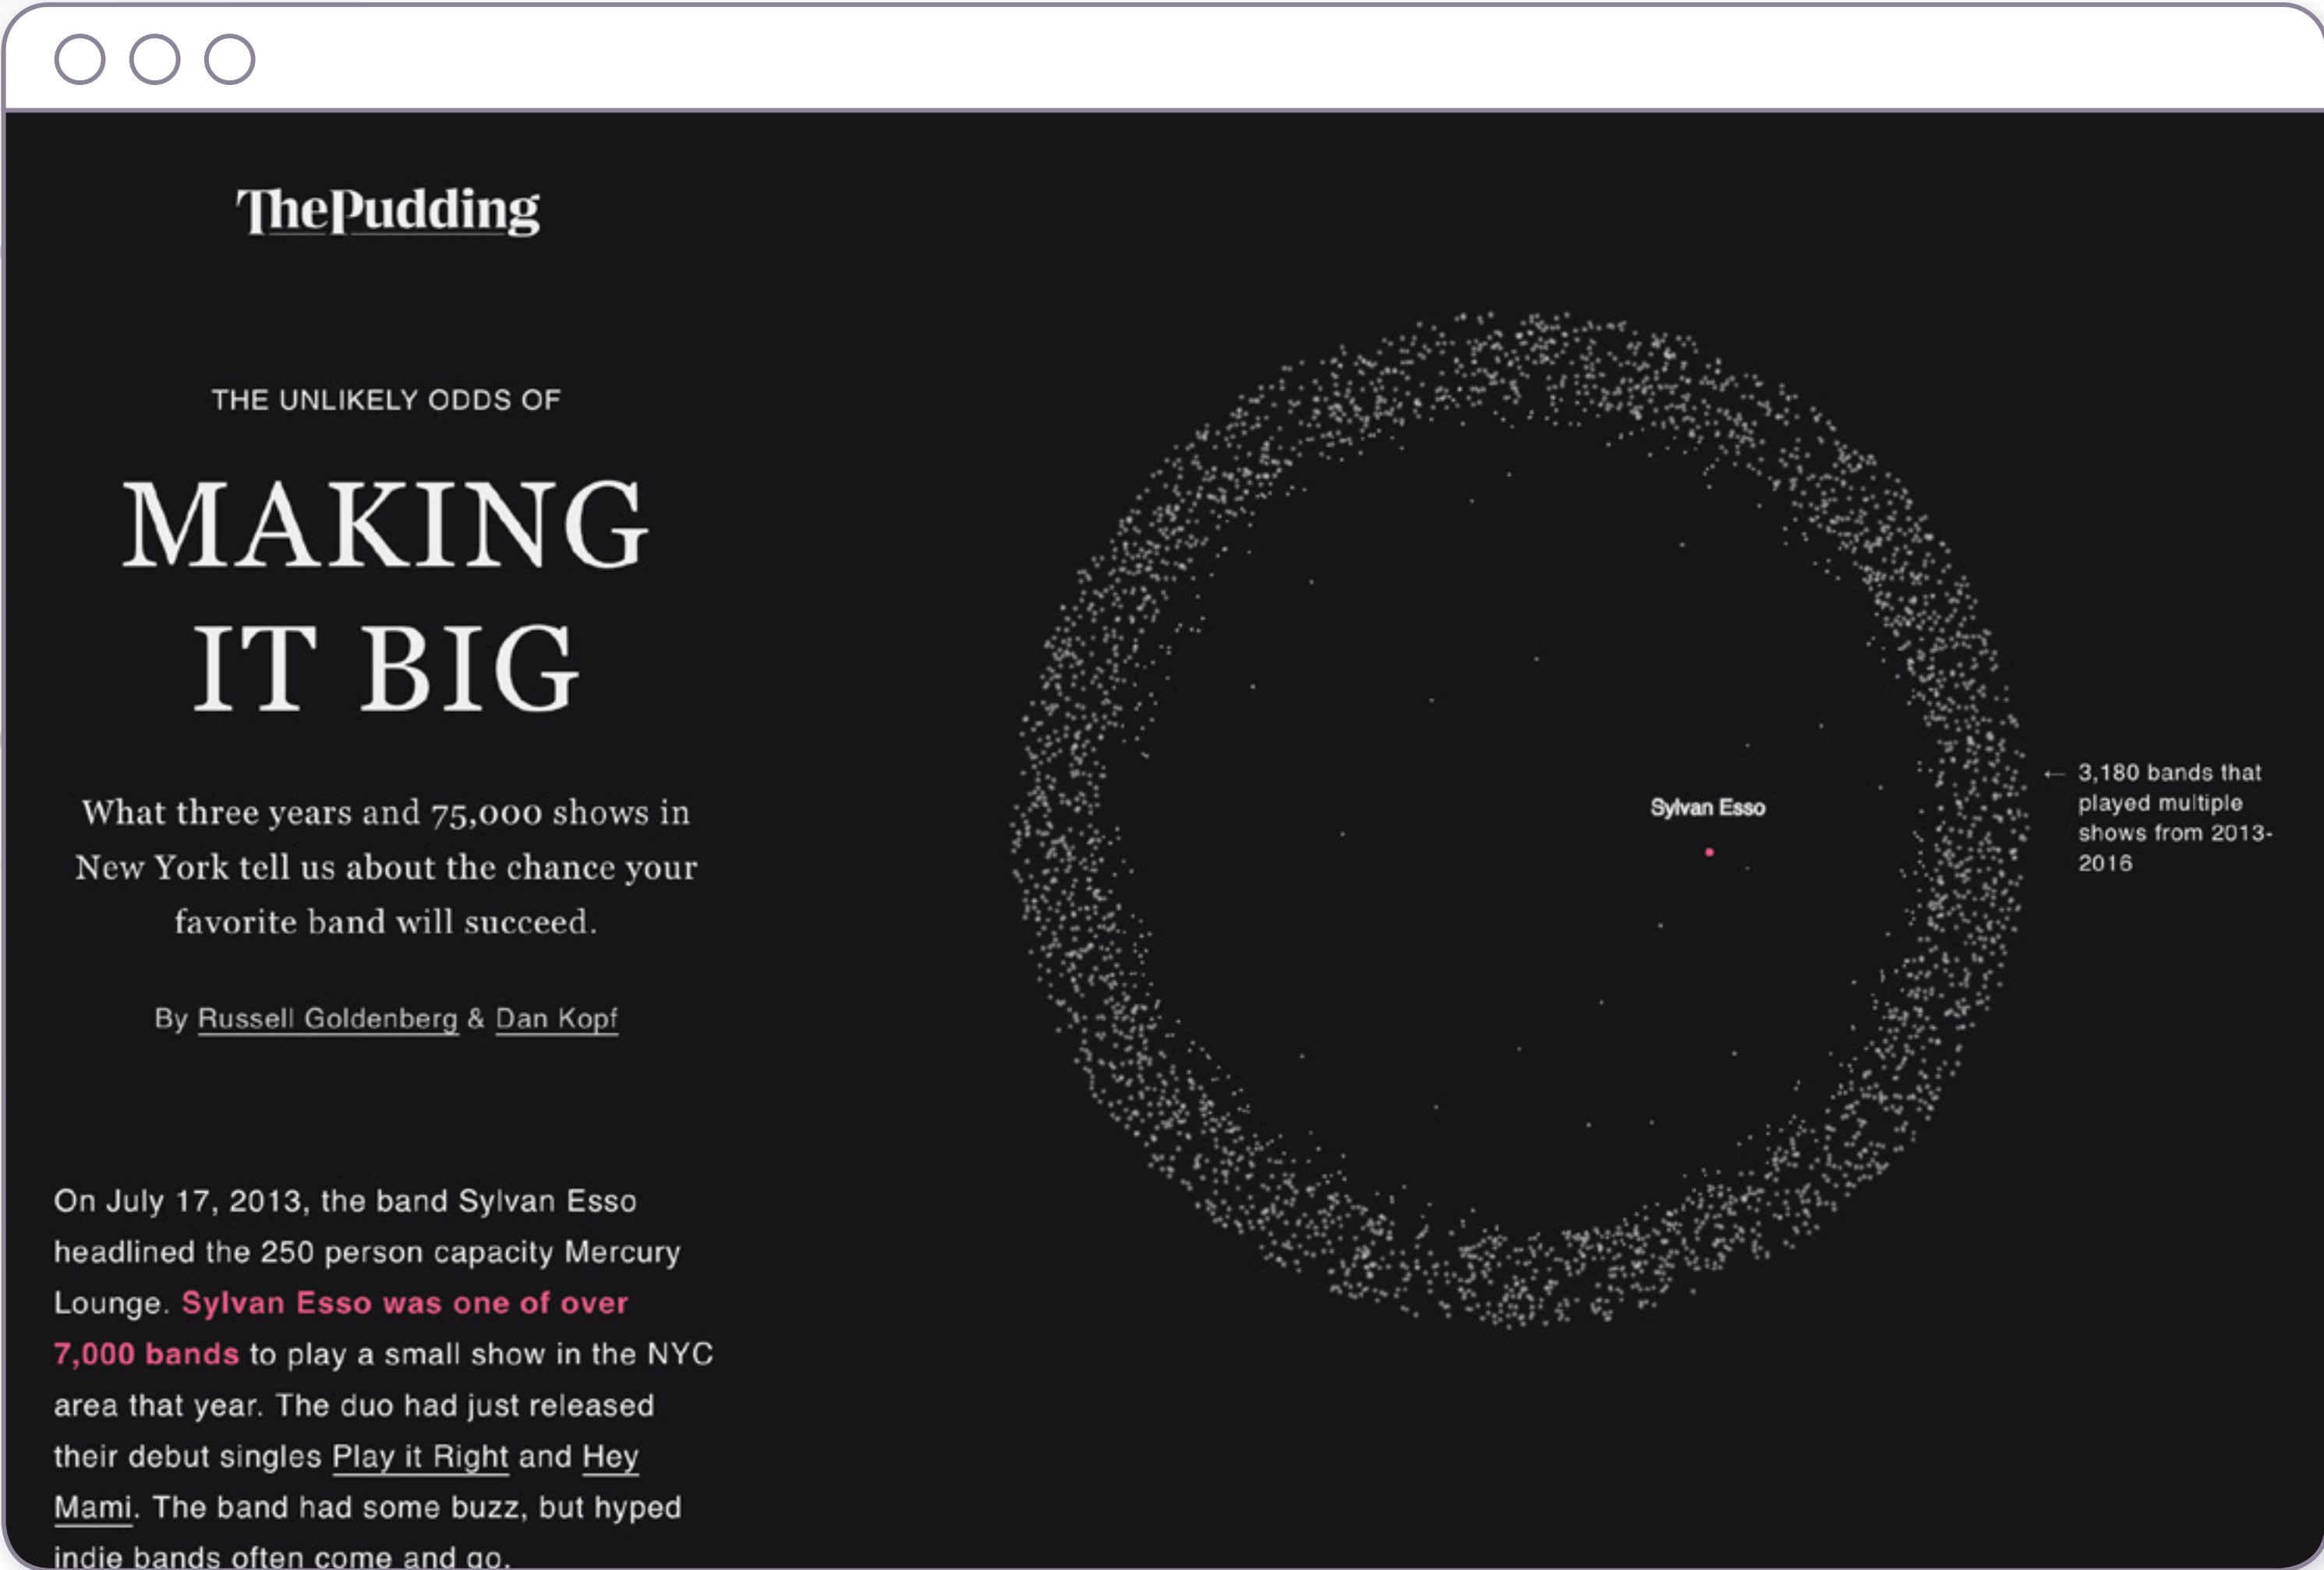 ThePudding
THE UNLIKELY ODDS OF
MAKING
IT BIG
What three years and 75,000 shows in
New York tell us about the chance your
favorite band will succeed.
By Russell Goldenberg & Dan Kopf
On July 17, 2013, the band Sylvan Esso
headlined the 250 person capacity Mercury
Lounge. Sylvan Esso was one of over
7,000 bands to play a small show in the NYC
area that year. The duo had just released
their debut singles Play it Right and Hey
Mami. The band had some buzz, but hyped
indie bands often come and go.
Sylvan Esso
← 3,180 bands that
played multiple
shows from 2013-
2016